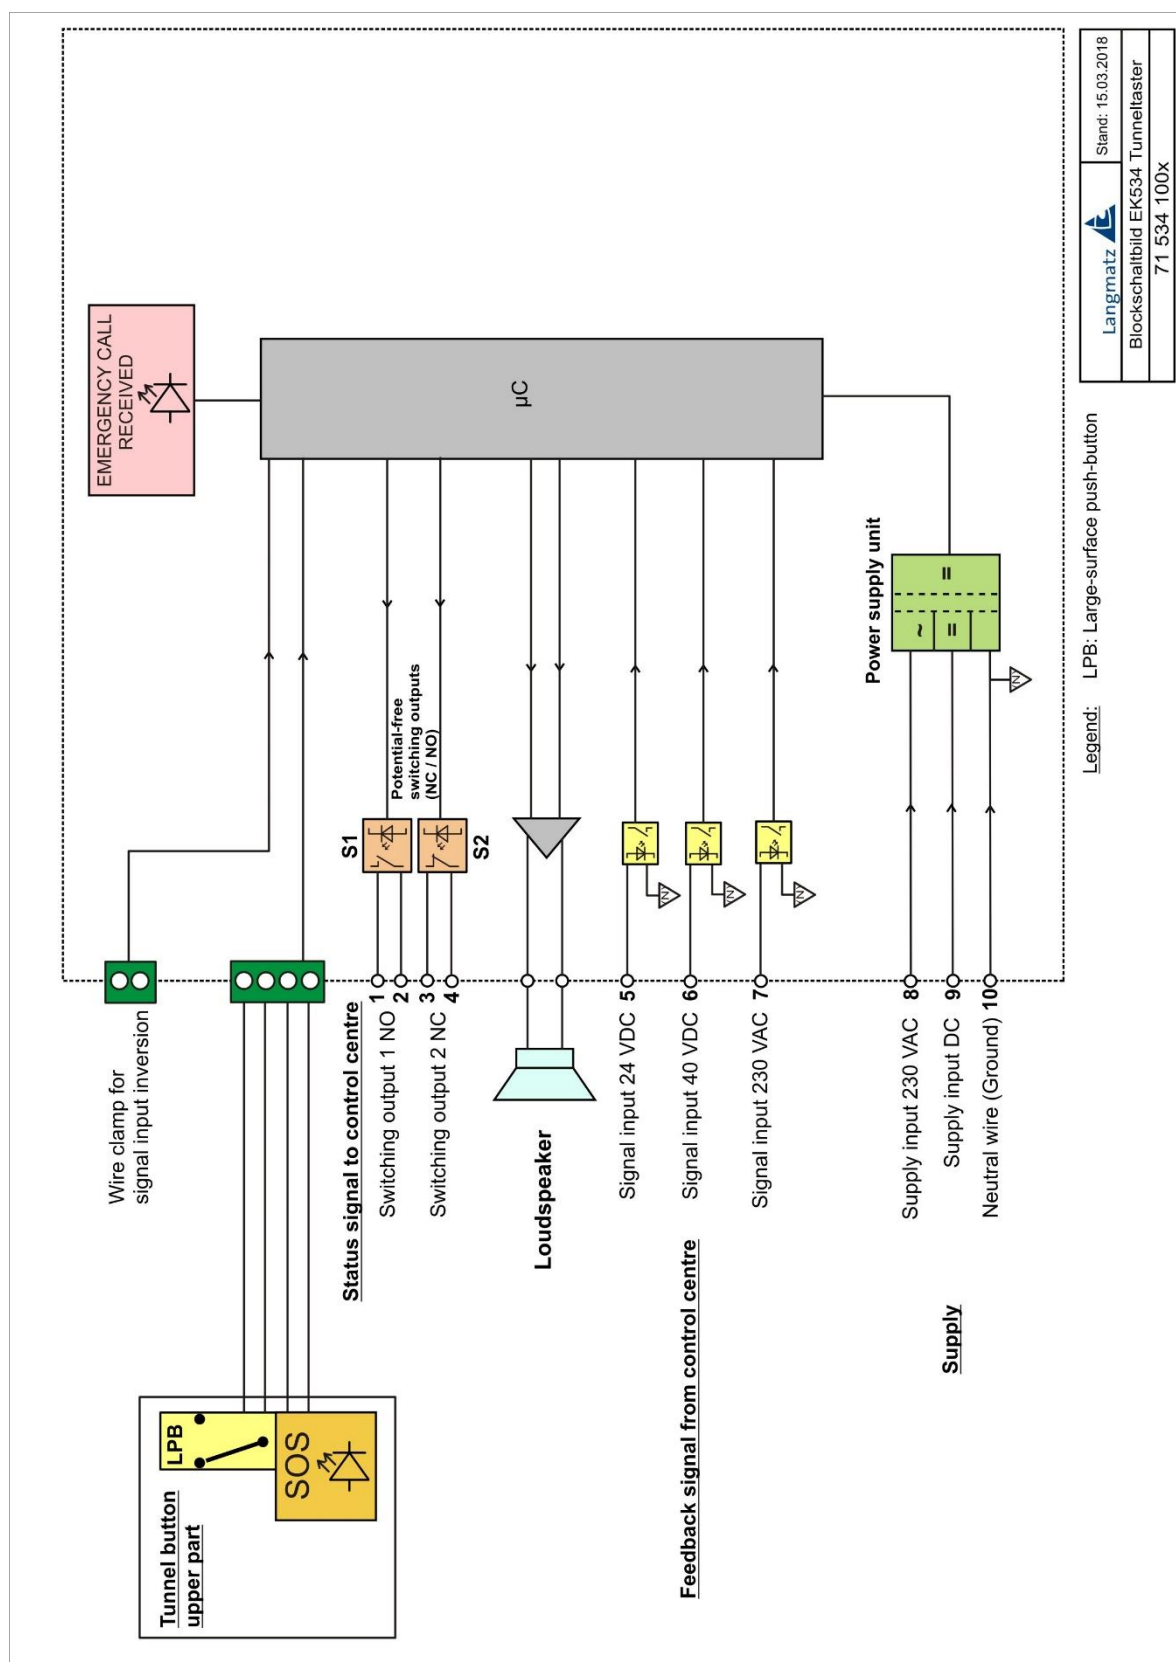 Tunnel button
upper part
LPB
SOS
Wire clamp for
signal input inversion
EMERGENCY CALL
RECEIVED
Status signal to control centre
1
Switching output 1 NO
2
3
Switching output 2 NC
4
S1
S2
Potential-free
switching outputs
(NC / NO)
µC
Loudspeaker
Feedback signal from control centre
Signal input 24 VDC 5
Signal input 40 VDC 6
Signal input 230 VAC 7
N
N
N
Supply
Supply input 230 VAC 8
Supply input DC 9
Neutral wire (Ground) 10
Power supply unit
~
=
=
N
Legend: LPB: Large-surface push-button
Langmatz
Stand: 15.03.2018
Blockschaltbild EK534 Tunneltaster
71 534 100x